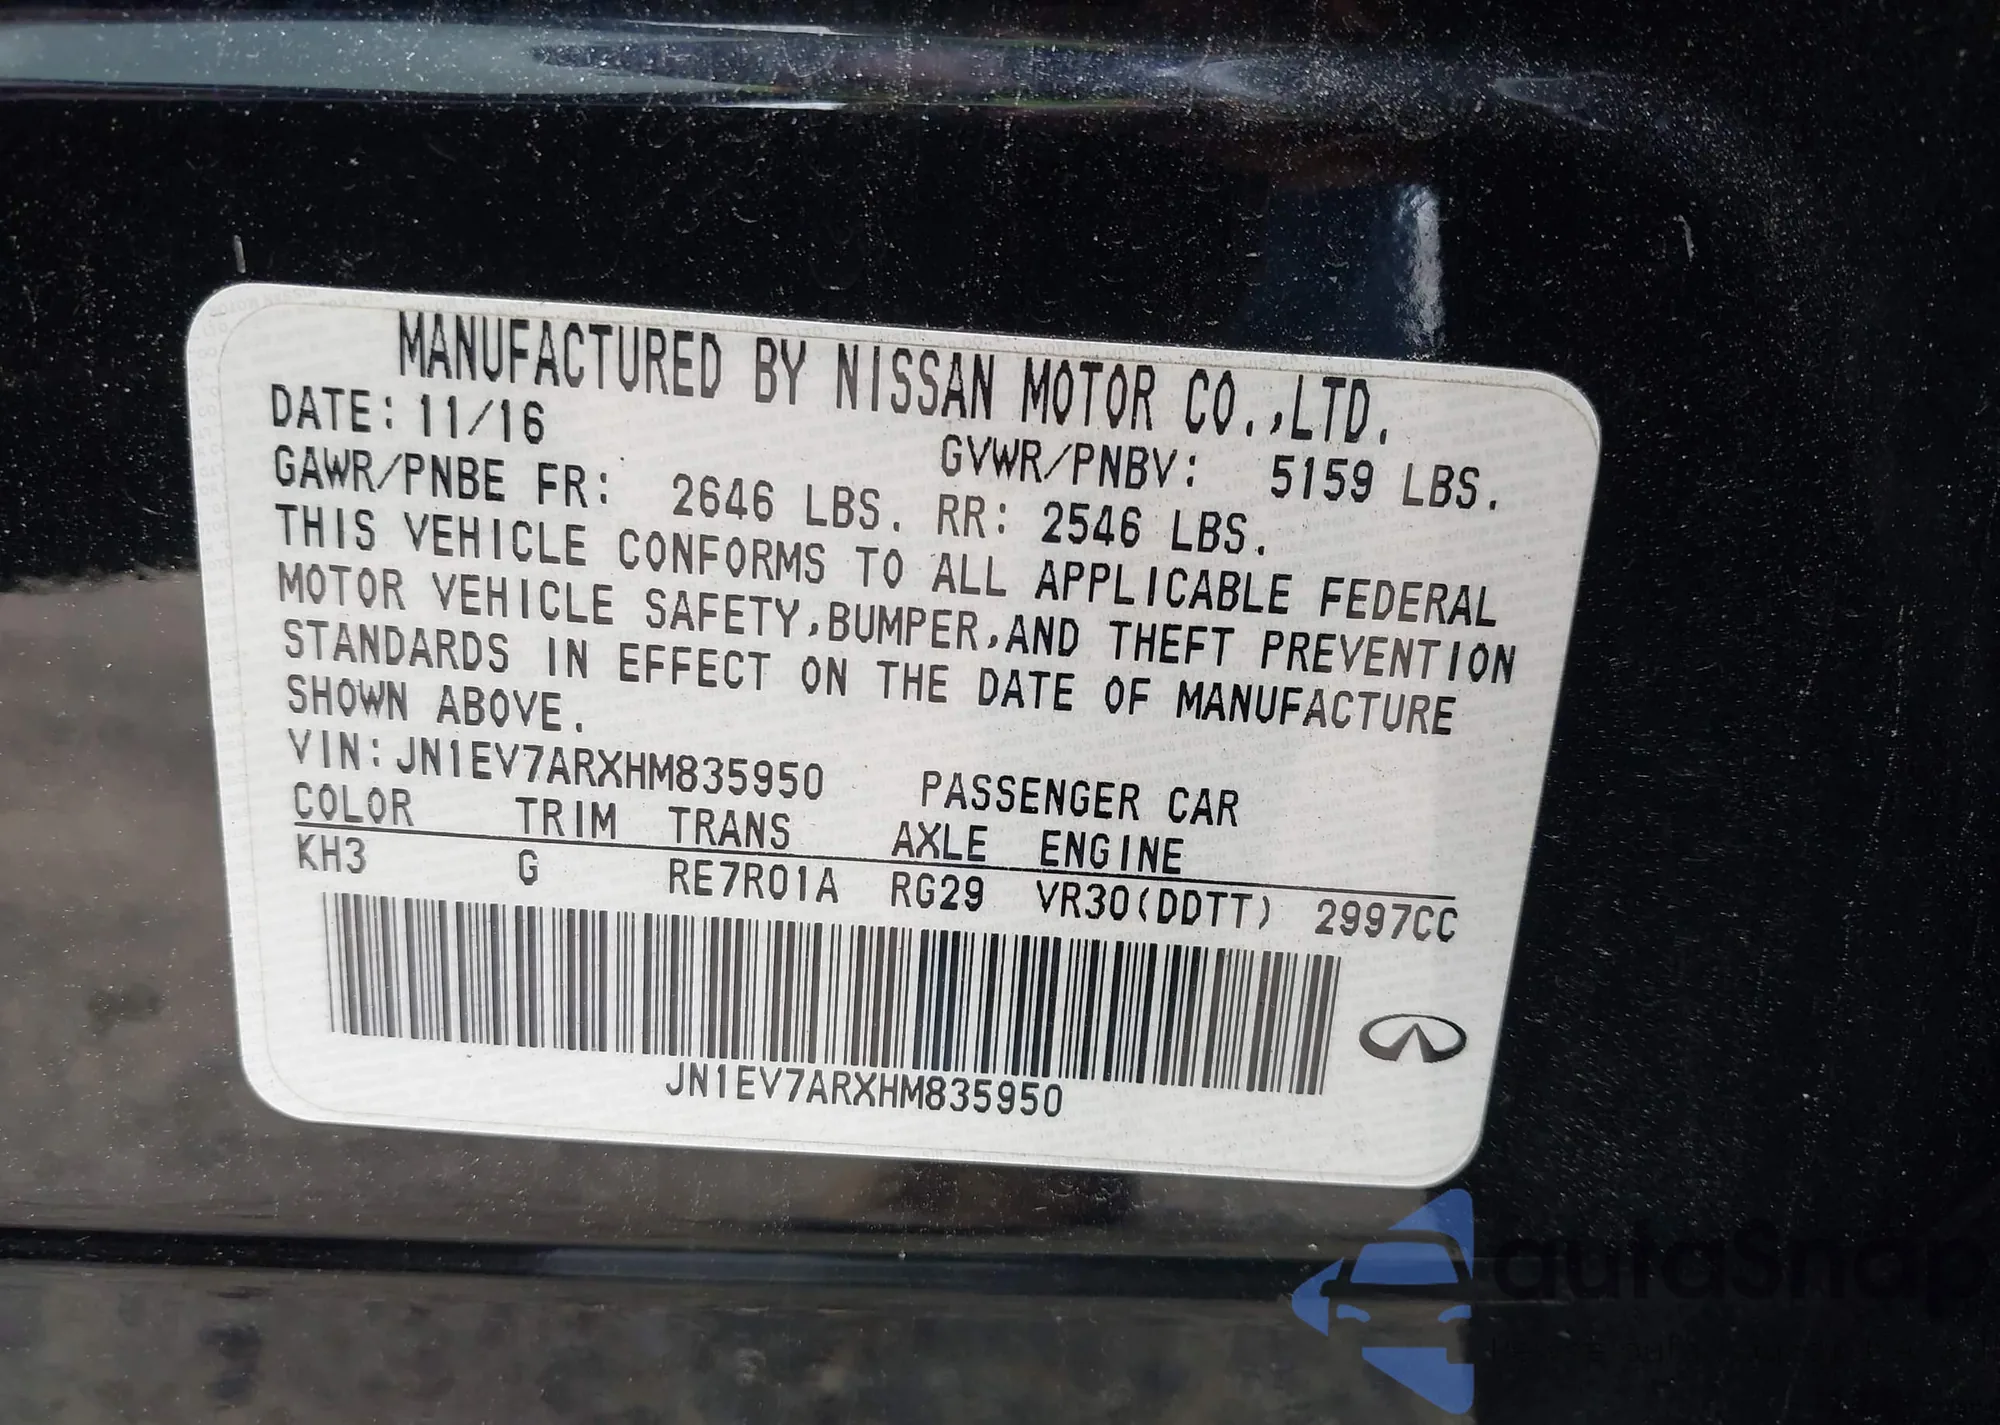 MANUFACTURED BY NISSAN MOTOR CO.,LTD.
DATE: 11/16
GVWR/PNBV: 5159 LBS.
GAWR/PNBE FR: 2646 LBS. RR: 2546 LBS.
THIS VEHICLE CONFORMS TO ALL APPLICABLE FEDERAL
MOTOR VEHICLE SAFETY,BUMPER,AND THEFT PREVENTION
STANDARDS IN EFFECT ON THE DATE OF MANUFACTURE
SHOWN ABOVE.
VIN:JN1EV7ARXHM835950 PASSENGER CAR
COLOR TRIM TRANS AXLE ENGINE
KH3 G RE7R01A RG29 VR30(DDTT) 2997CC
JN1EV7ARXHM835950